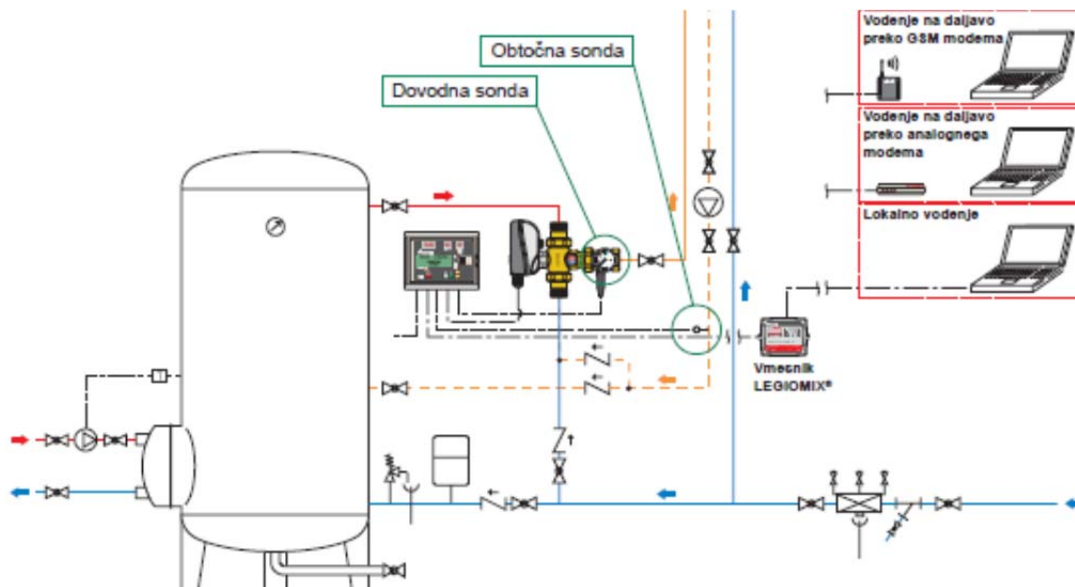 Obtočna sonda
Dovodna sonda
Vodenje na daljavo
preko GSM modema
Vodenje na daljavo
preko analognega
modema
Lokalno vodenje
Vmesnik
LEGIOMIX®